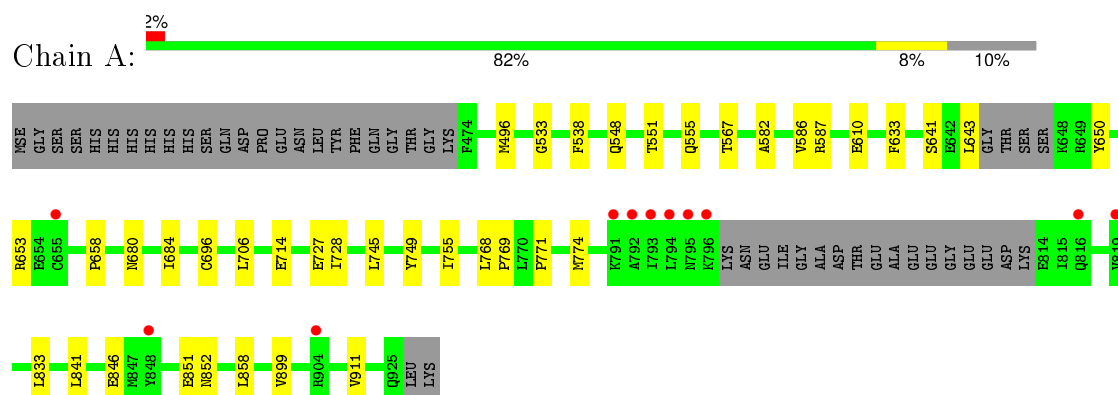 2%
Chain A:
82% 8% 10%
MSE GLY SER SER HIS HIS HIS HIS HIS HIS SER GLN ASP PRO GLU ASN LEU TYR PHE GLN GLY THR GLY LYS F474 M496 G533 F538 Q548 T551 Q555 T567 A582 V586 R587 E610 F633 S641 E642 L643 GLY THR SER SER K648 R649 Y650
R653 E654 C655 P658 N680 I684 C696 L706 E714 E727 I728 L745 Y749 I755 L768 P769 L770 P771 M774 K791 A792 I793 L794 N795 K796 LYS ASN GLU ILE GLY ALA ASP THR GLU ALA GLU GLU GLY GLU GLU ASP LYS E814 I815 Q816
L833 L841 E846 M847 Y848 E851 N852 L858 V899 R904 V911 Q925 LEU LYS